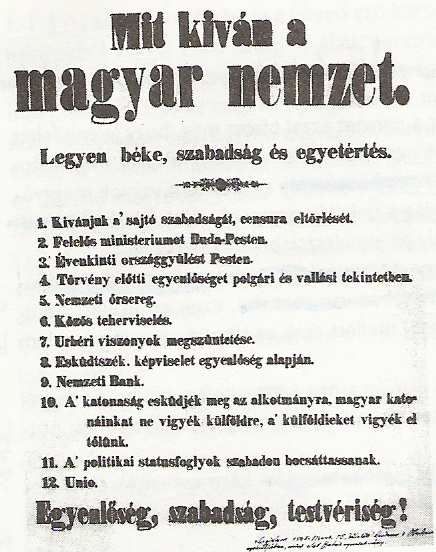 Mit kiván a
magyar nemzet.
Legyen béke, szabadság és egyetértés.
1. Kivánjuk a' sajtó szabadságát, censura eltörlését.
2. Felelős ministeriumot Buda-Pesten.
3. Évenkinti országgyülést Pesten.
4. Törvény előtti egyenlőséget polgári és vallási tekintetben.
5. Nemzeti őrsereg.
6. Közös teherviselés.
7. Urbéri viszonyok megszüntetése.
8. Esküdtszék. képviselet egyenlőség alapján.
9. Nemzeti Bank.
10. A' katonaság esküdjék meg az alkotmányra, magyar kato-
náinkat ne vigyék külföldre, a' külföldieket vigyék el
tőlünk.
11. A' politikai statusfoglyok szabadon bocsáttassanak.
12. Unio.
Egyenlőség, szabadság, testvériség!